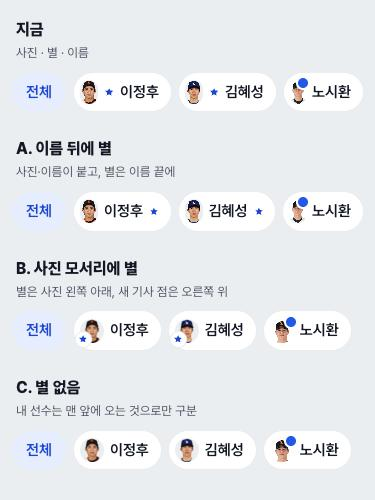 지금
사진 · 별 · 이름
전체 이정후 김혜성 노시환
A. 이름 뒤에 별
사진·이름이 붙고, 별은 이름 끝에
전체 이정후 김혜성 노시환
B. 사진 모서리에 별
별은 사진 왼쪽 아래, 새 기사 점은 오른쪽 위
전체 이정후 김혜성 노시환
C. 별 없음
내 선수는 맨 앞에 오는 것으로만 구분
전체 이정후 김혜성 노시환